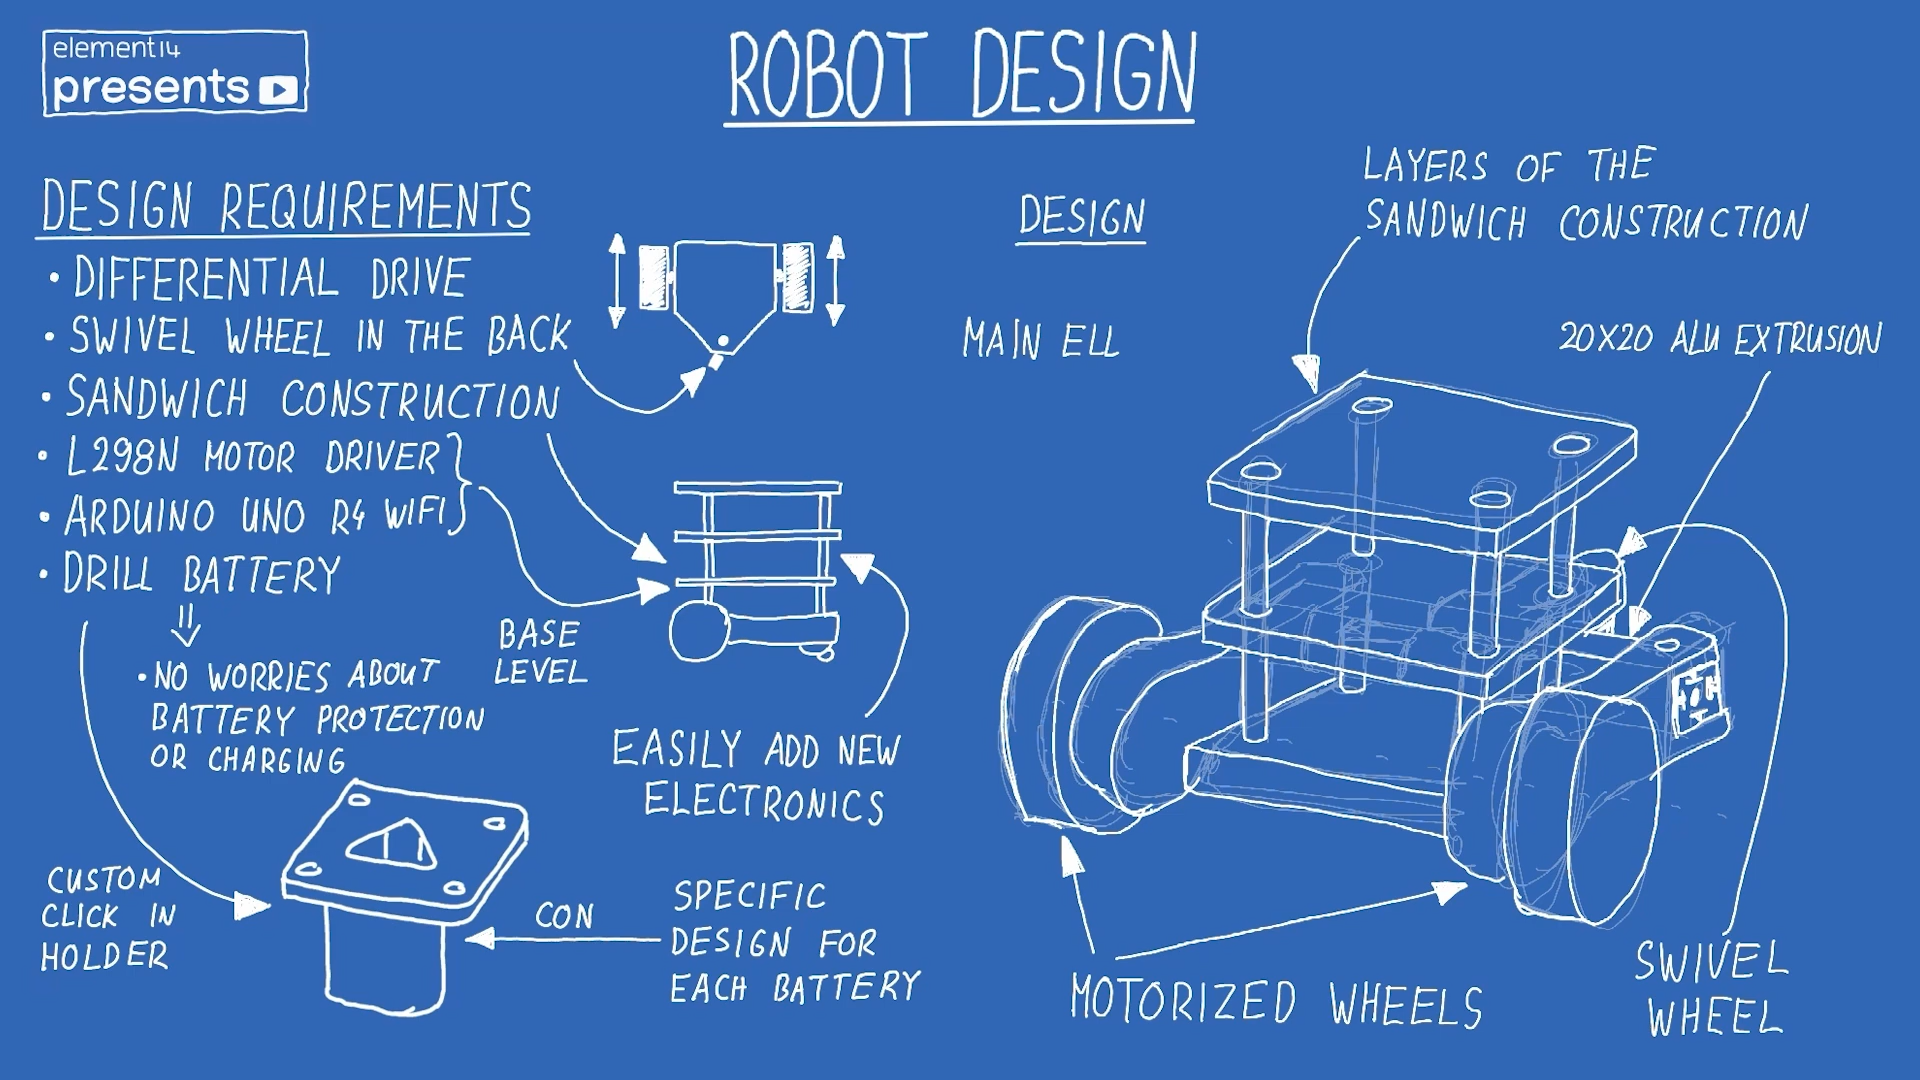 element14
presents
ROBOT DESIGN
DESIGN REQUIREMENTS
• DIFFERENTIAL DRIVE
• SWIVEL WHEEL IN THE BACK
• SANDWICH CONSTRUCTION
• L298N MOTOR DRIVER
• ARDUINO UNO R4 WIFI
• DRILL BATTERY
• NO WORRIES ABOUT
BATTERY PROTECTION
OR CHARGING
CUSTOM
CLICK IN
HOLDER
BASE
LEVEL
EASILY ADD NEW
ELECTRONICS
CON
SPECIFIC
DESIGN FOR
EACH BATTERY
DESIGN
MAIN ELL
LAYERS OF THE
SANDWICH CONSTRUCTION
20X20 ALU EXTRUSION
MOTORIZED WHEELS
SWIVEL
WHEEL